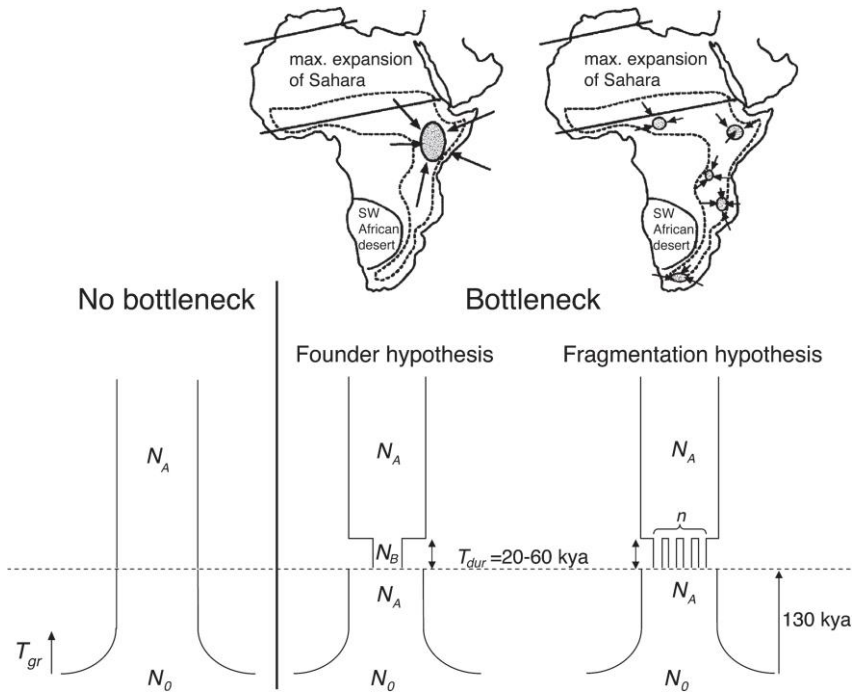 max. expansion
of Sahara
SW
African
desert
max. expansion
of Sahara
SW
African
desert
No bottleneck
Bottleneck
Founder hypothesis
Fragmentation hypothesis
N_A
N_A
N_A
n
N_B
T_dur =20-60 kya
N_A
N_A
130 kya
T_gr
N_0
N_0
N_0